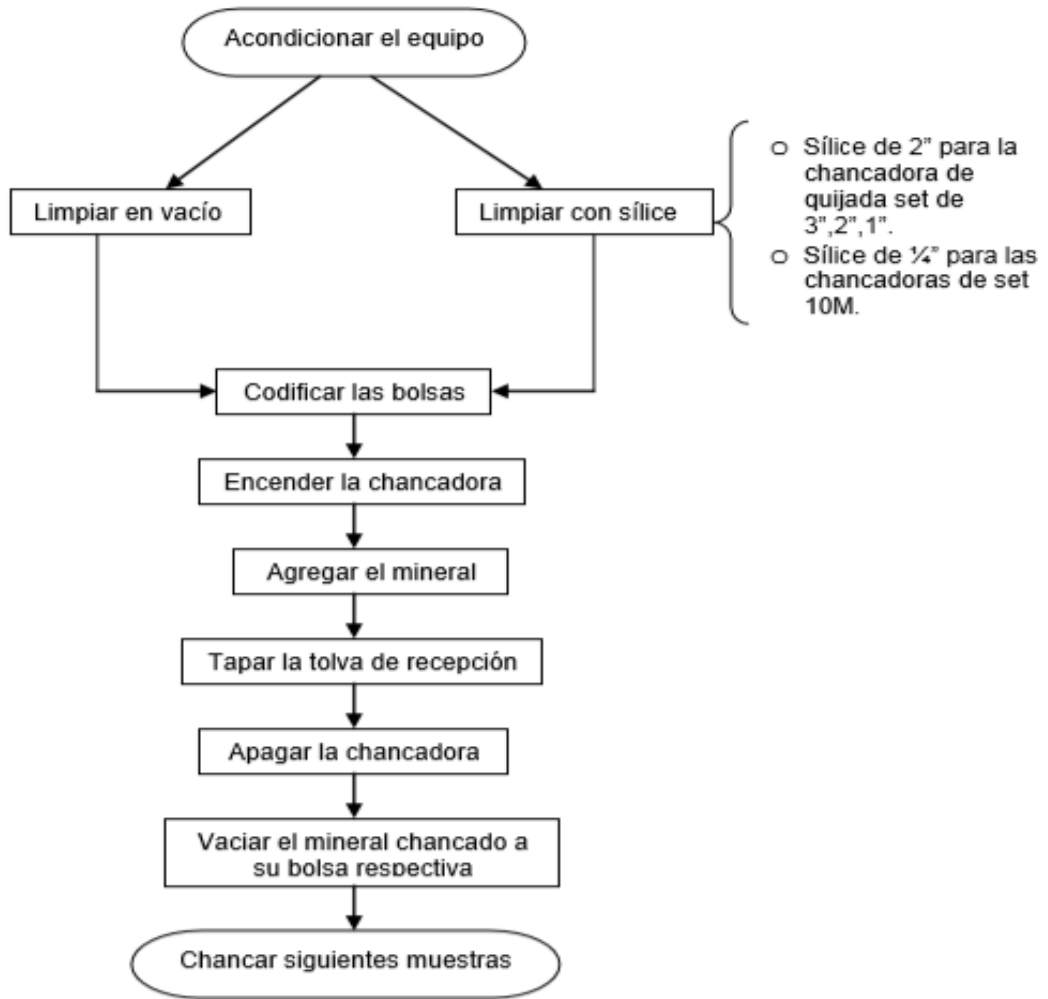 Acondicionar el equipo
Limpiar en vacío
Limpiar con sílice
o Sílice de 2” para la
chancadora de
quijada set de
3”,2”,1”.
o Sílice de ¼” para las
chancadoras de set
10M.
Codificar las bolsas
Encender la chancadora
Agregar el mineral
Tapar la tolva de recepción
Apagar la chancadora
Vaciar el mineral chancado a
su bolsa respectiva
Chancar siguientes muestras